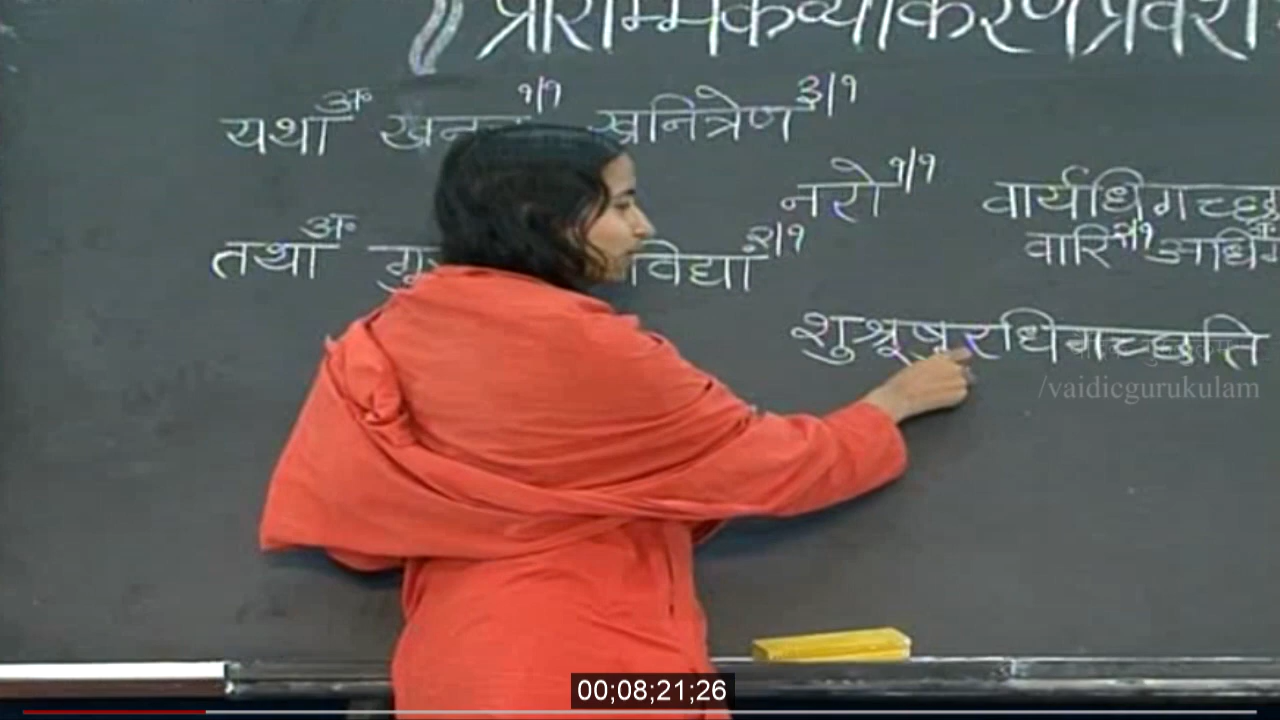 ॥ प्रारम्भिकव्याकरणप्रवेश
यथा अ॰ खनन् १/१ खनित्रेण ३/१
नरो १/१ वार्यधिगच्छ
वारि २/१ अधिग
तथा अ॰ विद्यां २/१
शुश्रूषुरधिगच्छति
/vaidicgurukulam
00;08;21;26